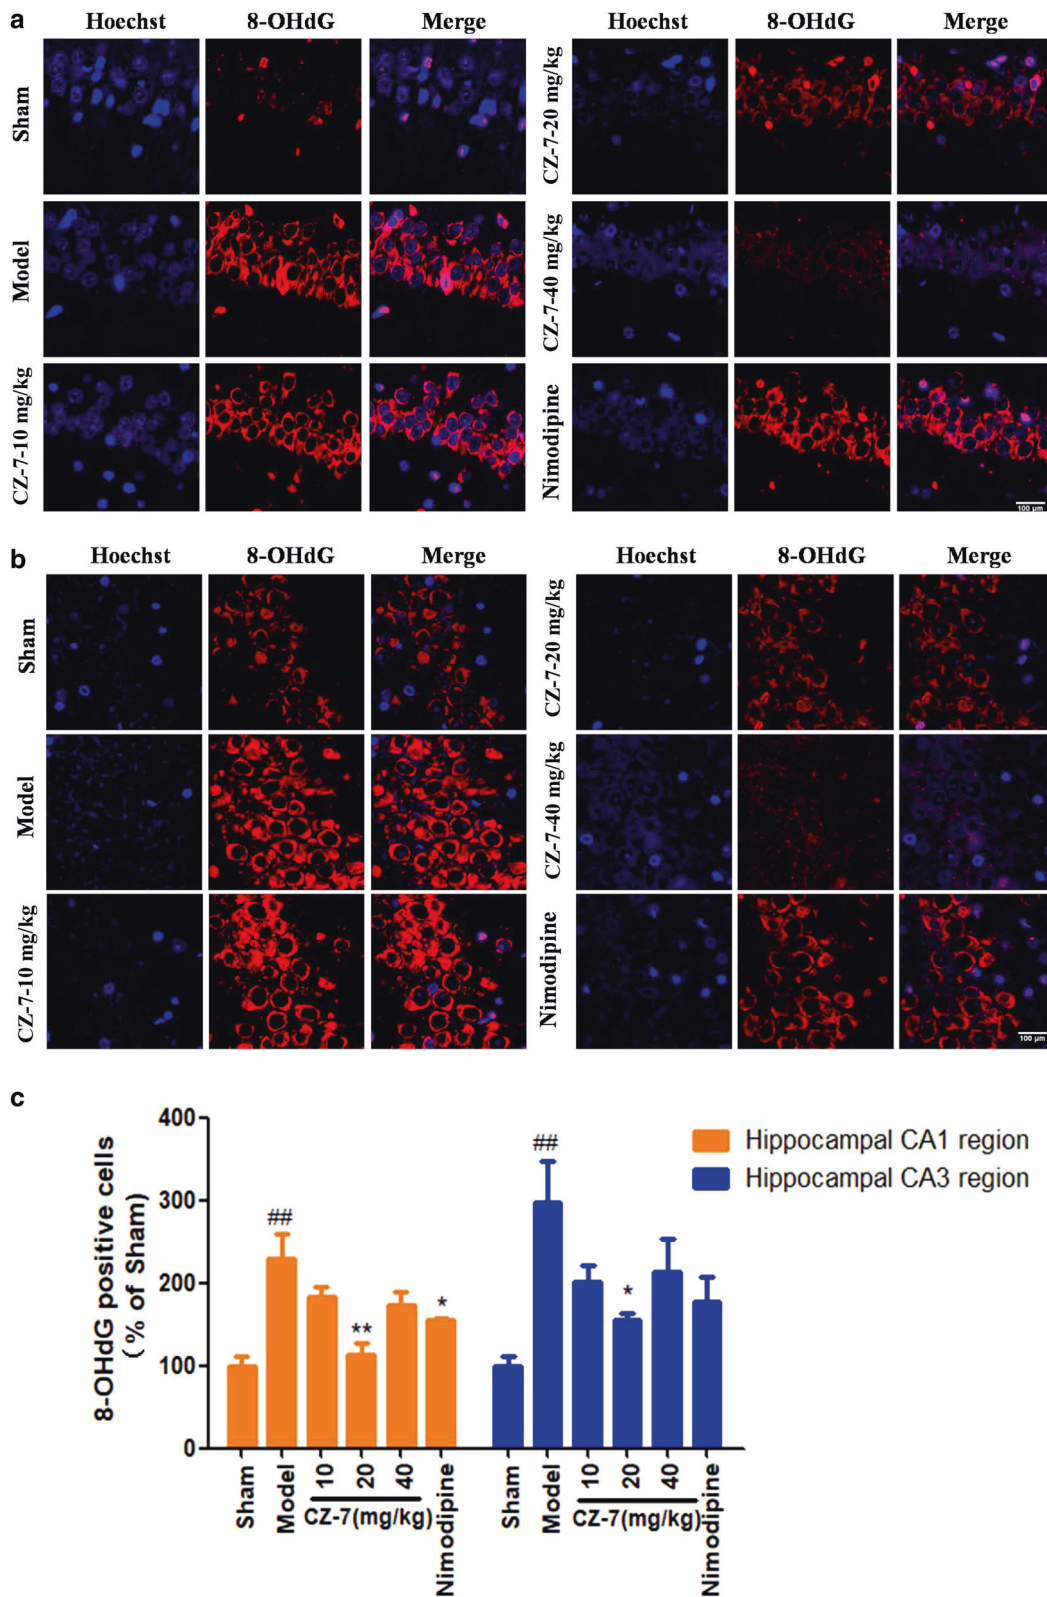 a
Hoechst 8-OHdG Merge Hoechst 8-OHdG Merge
Sham
CZ-7-20 mg/kg
Model
CZ-7-40 mg/kg
CZ-7-10 mg/kg
Nimodipine
100 µm
b
Hoechst 8-OHdG Merge Hoechst 8-OHdG Merge
Sham
CZ-7-20 mg/kg
Model
CZ-7-40 mg/kg
CZ-7-10 mg/kg
Nimodipine
100 µm
c
8-OHdG positive cells
( % of Sham)
400
300
200
100
0
##
**
*
##
*
Hippocampal CA1 region
Hippocampal CA3 region
Sham Model 10 20 40 Nimodipine Sham Model 10 20 40 Nimodipine
CZ-7(mg/kg) CZ-7(mg/kg)